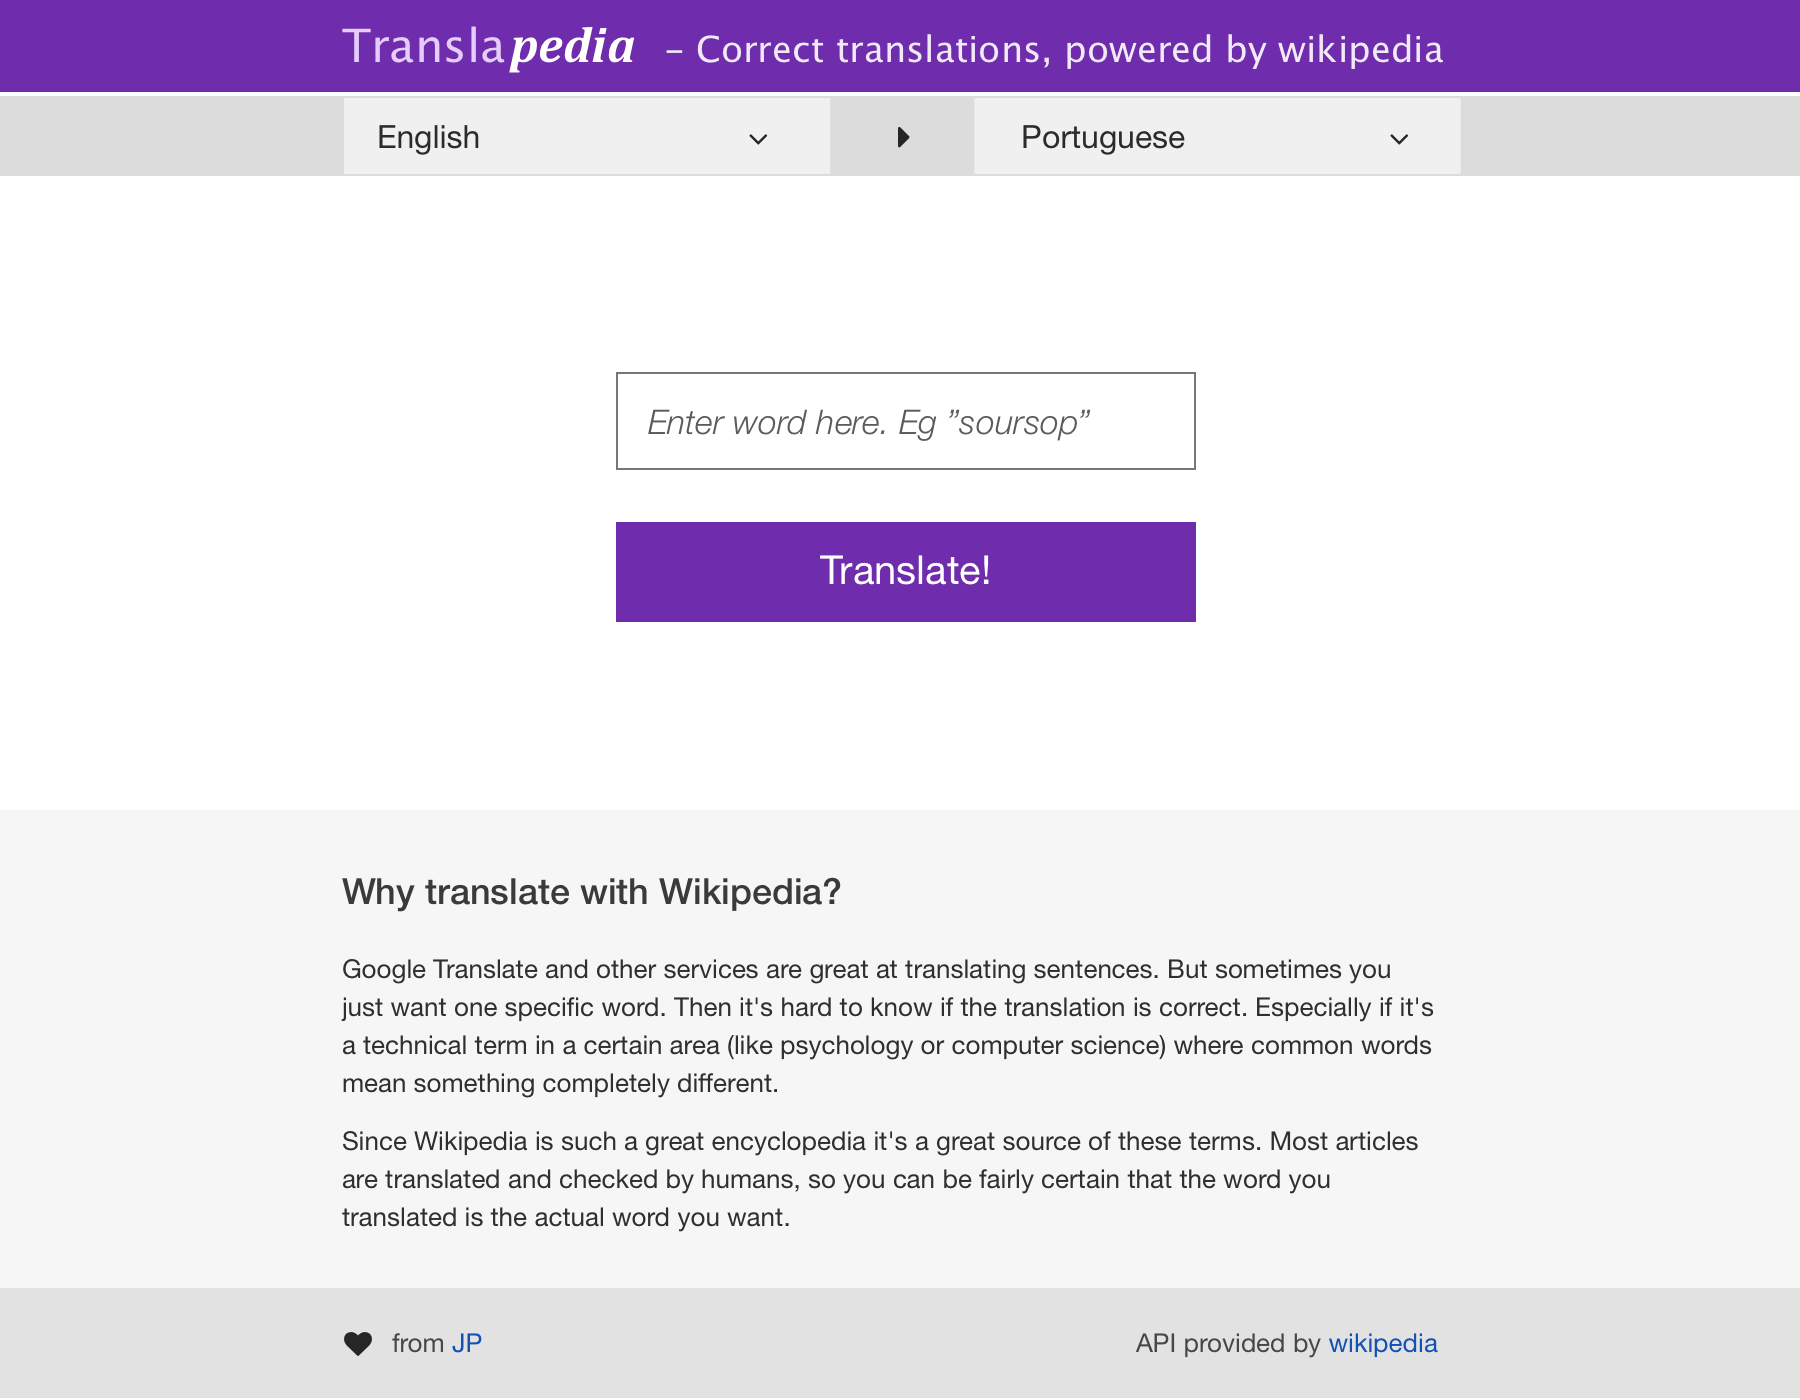 Translapedia – Correct translations, powered by wikipedia
English Portuguese
Enter word here. Eg ”soursop”
Translate!
Why translate with Wikipedia?
Google Translate and other services are great at translating sentences. But sometimes you
just want one specific word. Then it's hard to know if the translation is correct. Especially if it's
a technical term in a certain area (like psychology or computer science) where common words
mean something completely different.
Since Wikipedia is such a great encyclopedia it's a great source of these terms. Most articles
are translated and checked by humans, so you can be fairly certain that the word you
translated is the actual word you want.
from JP API provided by wikipedia